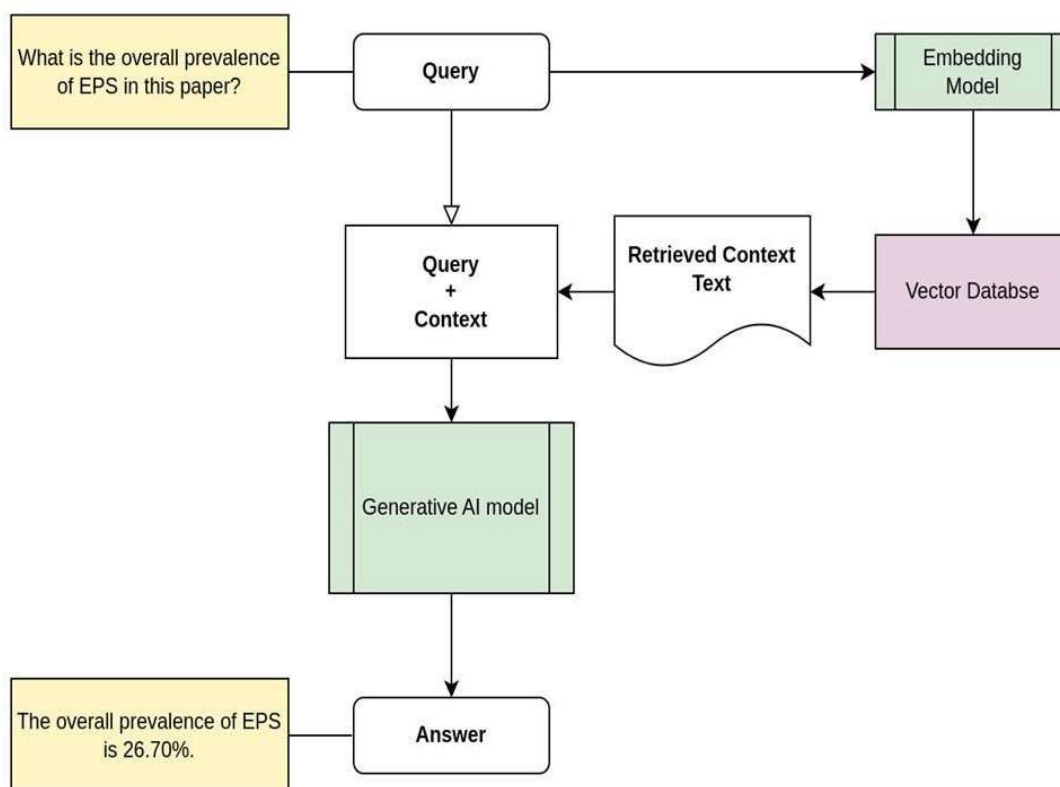 What is the overall prevalence
of EPS in this paper?
Query
Embedding
Model
Query
+
Context
Retrieved Context
Text
Vector Databse
Generative AI model
The overall prevalence of EPS
is 26.70%.
Answer